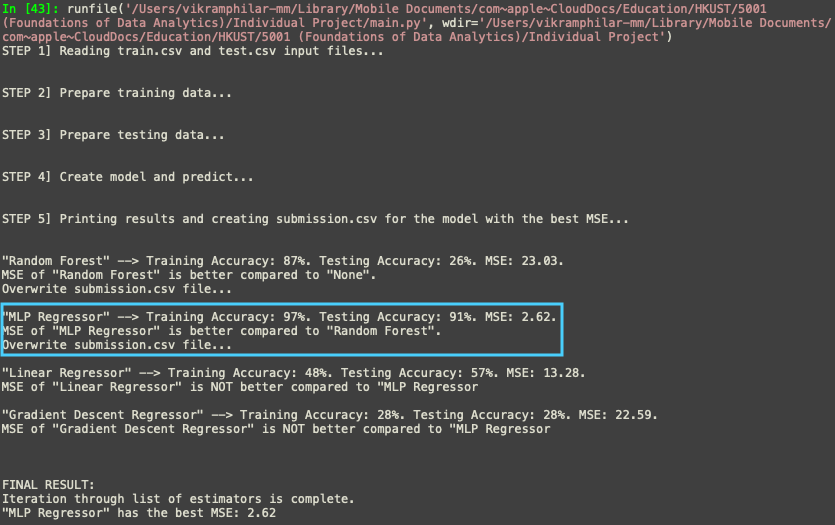 In [43]: runfile('/Users/vikramphilar-mm/Library/Mobile Documents/com~apple~CloudDocs/Education/HKUST/5001
(Foundations of Data Analytics)/Individual Project/main.py', wdir='/Users/vikramphilar-mm/Library/Mobile Documents/
com~apple~CloudDocs/Education/HKUST/5001 (Foundations of Data Analytics)/Individual Project')
STEP 1] Reading train.csv and test.csv input files...
STEP 2] Prepare training data...
STEP 3] Prepare testing data...
STEP 4] Create model and predict...
STEP 5] Printing results and creating submission.csv for the model with the best MSE...
"Random Forest" --> Training Accuracy: 87%. Testing Accuracy: 26%. MSE: 23.03.
MSE of "Random Forest" is better compared to "None".
Overwrite submission.csv file...
"MLP Regressor" --> Training Accuracy: 97%. Testing Accuracy: 91%. MSE: 2.62.
MSE of "MLP Regressor" is better compared to "Random Forest".
Overwrite submission.csv file...
"Linear Regressor" --> Training Accuracy: 48%. Testing Accuracy: 57%. MSE: 13.28.
MSE of "Linear Regressor" is NOT better compared to "MLP Regressor
"Gradient Descent Regressor" --> Training Accuracy: 28%. Testing Accuracy: 28%. MSE: 22.59.
MSE of "Gradient Descent Regressor" is NOT better compared to "MLP Regressor
FINAL RESULT:
Iteration through list of estimators is complete.
"MLP Regressor" has the best MSE: 2.62